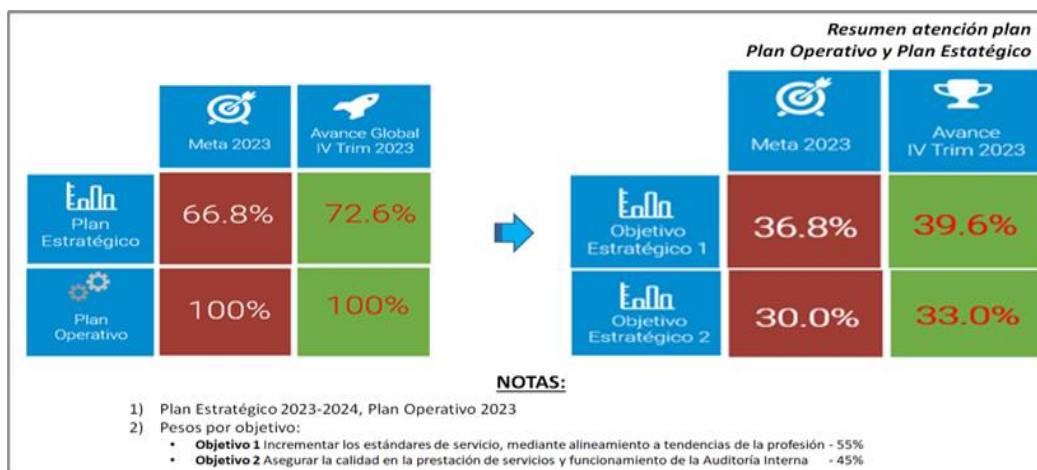 Resumen atención plan
Plan Operativo y Plan Estatégico
Meta 2023
Avance Global
IV Trim 2023
Plan
Estratégico
66.8%
72.6%
Plan
Operativo
100%
100%
Meta 2023
Avance
IV Trim 2023
Objetivo
Estratégico 1
36.8%
39.6%
Objetivo
Estratégico 2
30.0%
33.0%
NOTAS:
1) Plan Estratégico 2023-2024, Plan Operativo 2023
2) Pesos por objetivo:
• Objetivo 1 Incrementar los estándares de servicio, mediante alineamiento a tendencias de la profesión - 55%
• Objetivo 2 Asegurar la calidad en la prestación de servicios y funcionamiento de la Auditoría Interna - 45%